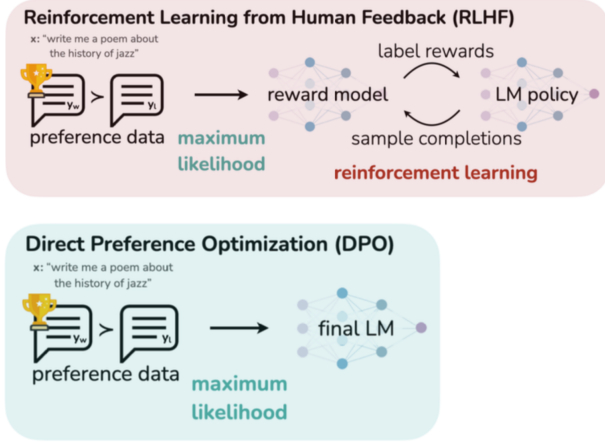 Reinforcement Learning from Human Feedback (RLHF)
x: "write me a poem about
the history of jazz"
label rewards
yw > yl
reward model
LM policy
preference data
maximum
likelihood
sample completions
reinforcement learning
Direct Preference Optimization (DPO)
x: "write me a poem about
the history of jazz"
yw > yl
final LM
preference data
maximum
likelihood